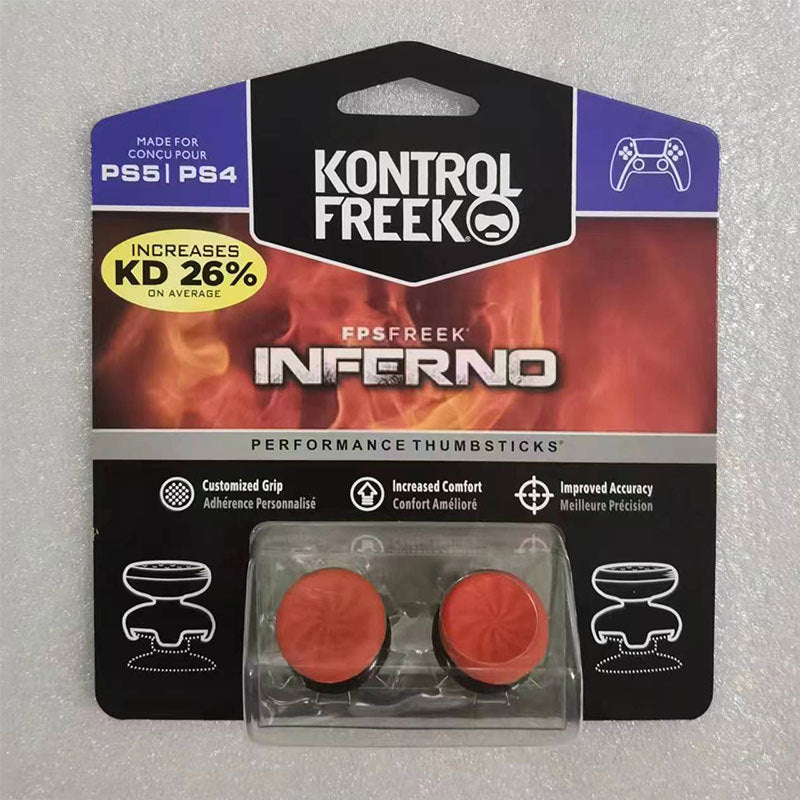 MADE FOR
CONCU POUR
PS5| PS4
KONTROL
FREEK®
INCREASES
KD 26%
ON AVERAGE
FPSFREEK®
INFERNO
PERFORMANCE THUMBSTICKS®
Customized Grip
Adhérence Personnalisé
Increased Comfort
Confort Amélioré
Improved Accuracy
Meilleure Précision